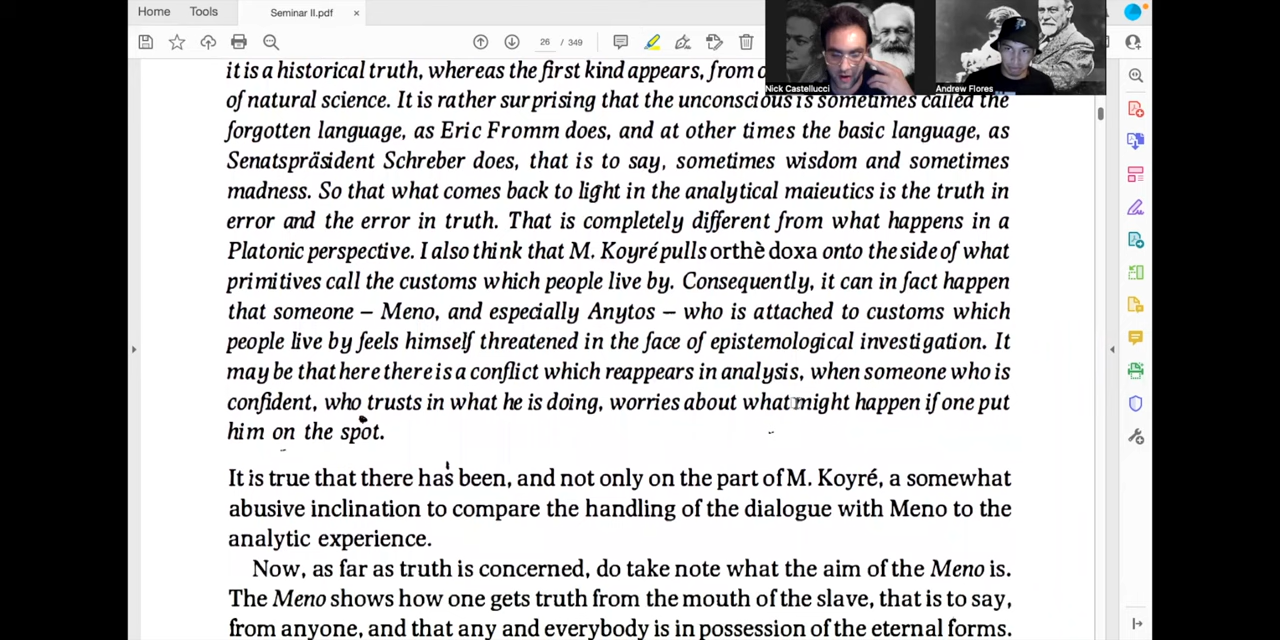 Home Tools Seminar II.pdf ×
26 / 349
Nick Castellucci
Andrew Flores
it is a historical truth, whereas the first kind appears, from
of natural science. It is rather surprising that the unconscious is sometimes called the
forgotten language, as Eric Fromm does, and at other times the basic language, as
Senatspräsident Schreber does, that is to say, sometimes wisdom and sometimes
madness. So that what comes back to light in the analytical maieutics is the truth in
error and the error in truth. That is completely different from what happens in a
Platonic perspective. I also think that M. Koyré pulls orthè doxa onto the side of what
primitives call the customs which people live by. Consequently, it can in fact happen
that someone – Meno, and especially Anytos – who is attached to customs which
people live by feels himself threatened in the face of epistemological investigation. It
may be that here there is a conflict which reappears in analysis, when someone who is
confident, who trusts in what he is doing, worries about what might happen if one put
him on the spot.
It is true that there has been, and not only on the part of M. Koyré, a somewhat
abusive inclination to compare the handling of the dialogue with Meno to the
analytic experience.
Now, as far as truth is concerned, do take note what the aim of the Meno is.
The Meno shows how one gets truth from the mouth of the slave, that is to say,
from anyone, and that any and everybody is in possession of the eternal forms.